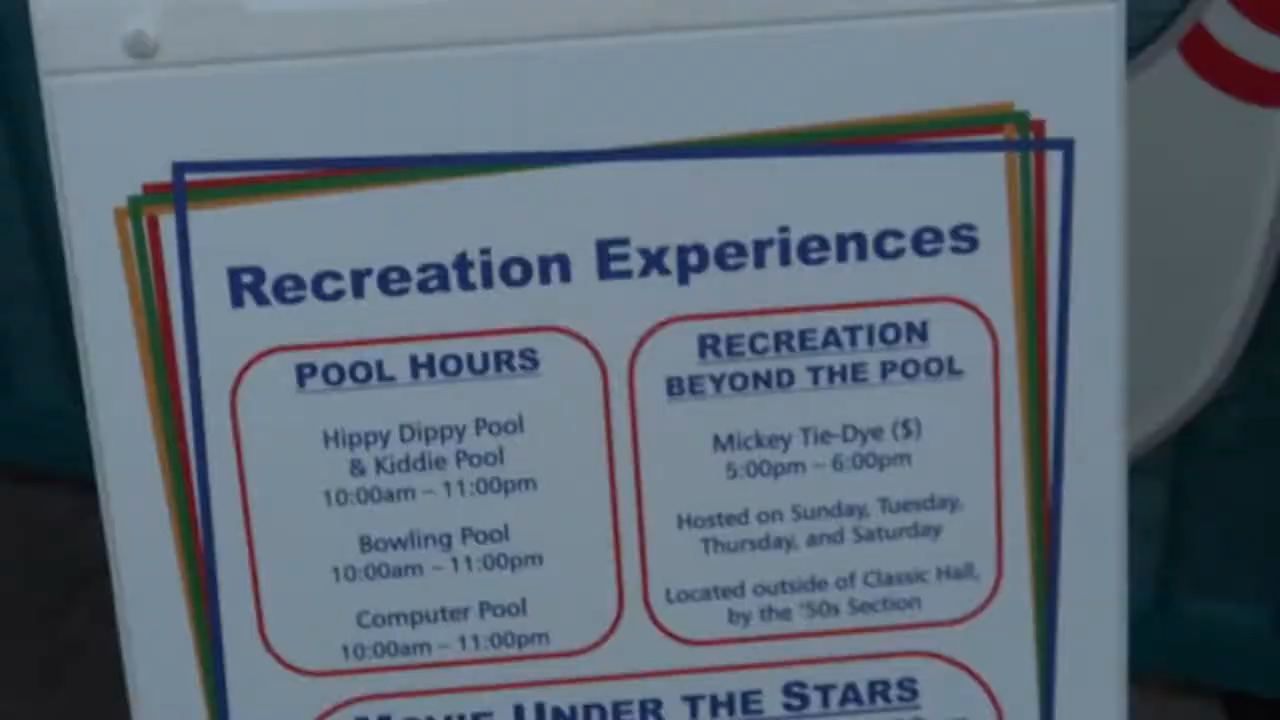 Recreation Experiences
POOL HOURS
Hippy Dippy Pool
& Kiddie Pool
10:00am – 11:00pm
Bowling Pool
10:00am – 11:00pm
Computer Pool
10:00am – 11:00pm
RECREATION
BEYOND THE POOL
Mickey Tie-Dye ($)
5:00pm – 6:00pm
Hosted on Sunday, Tuesday,
Thursday, and Saturday
Located outside of Classic Hall,
by the '50s Section
MOVIE UNDER THE STARS